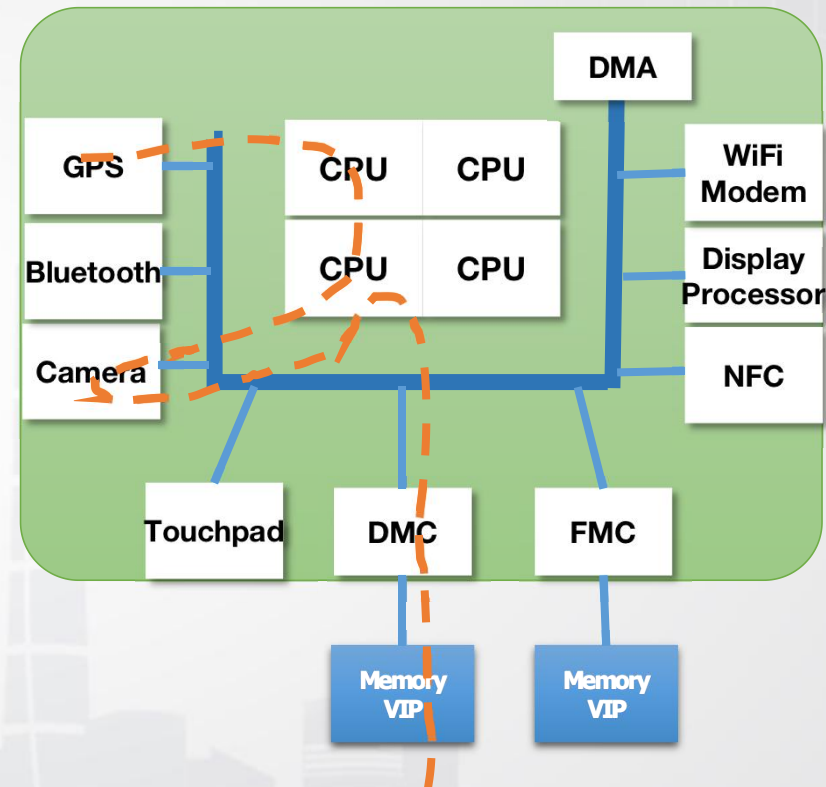 DMA
GPS
CPU
CPU
WiFi
Modem
Bluetooth
CPU
CPU
Display
Processor
Camera
NFC
Touchpad
DMC
FMC
Memory
VIP
Memory
VIP